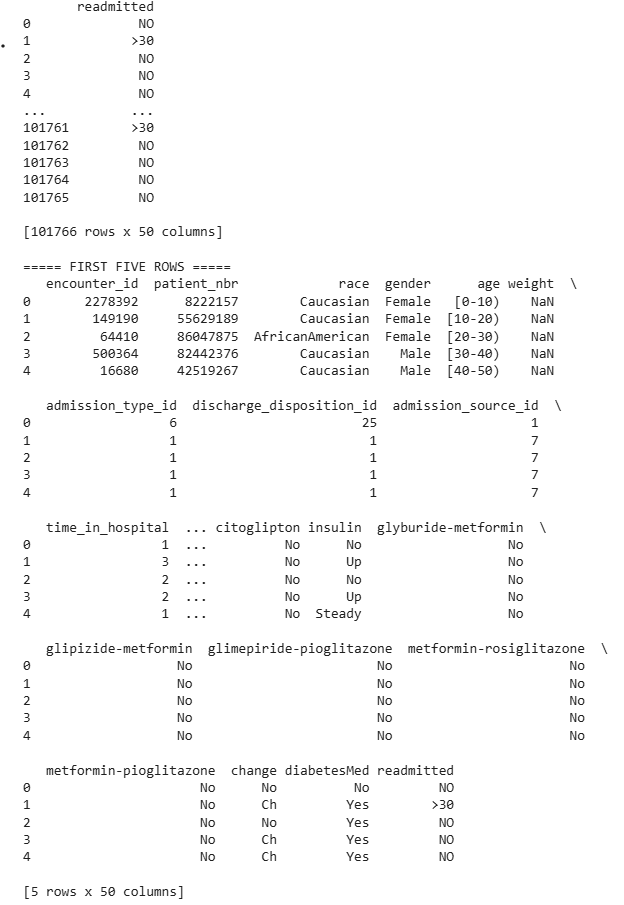 readmitted
0              NO
1             >30
2              NO
3              NO
4              NO
...           ...
101761        >30
101762         NO
101763         NO
101764         NO
101765         NO
[101766 rows x 50 columns]
===== FIRST FIVE ROWS =====
   encounter_id  patient_nbr             race  gender      age weight  \
0       2278392      8222157        Caucasian  Female   [0-10)    NaN
1        149190     55629189        Caucasian  Female  [10-20)    NaN
2         64410     86047875  AfricanAmerican  Female  [20-30)    NaN
3        500364     82442376        Caucasian    Male  [30-40)    NaN
4         16680     42519267        Caucasian    Male  [40-50)    NaN
   admission_type_id  discharge_disposition_id  admission_source_id  \
0                  6                        25                    1
1                  1                         1                    7
2                  1                         1                    7
3                  1                         1                    7
4                  1                         1                    7
   time_in_hospital  ... citoglipton insulin  glyburide-metformin  \
0                 1  ...          No      No                   No
1                 3  ...          No      Up                   No
2                 2  ...          No      No                   No
3                 2  ...          No      Up                   No
4                 1  ...          No  Steady                   No
   glipizide-metformin  glimepiride-pioglitazone  metformin-rosiglitazone  \
0                   No                        No                       No
1                   No                        No                       No
2                   No                        No                       No
3                   No                        No                       No
4                   No                        No                       No
   metformin-pioglitazone  change diabetesMed readmitted
0                      No      No          No         NO
1                      No      Ch         Yes        >30
2                      No      No         Yes         NO
3                      No      Ch         Yes         NO
4                      No      Ch         Yes         NO
[5 rows x 50 columns]